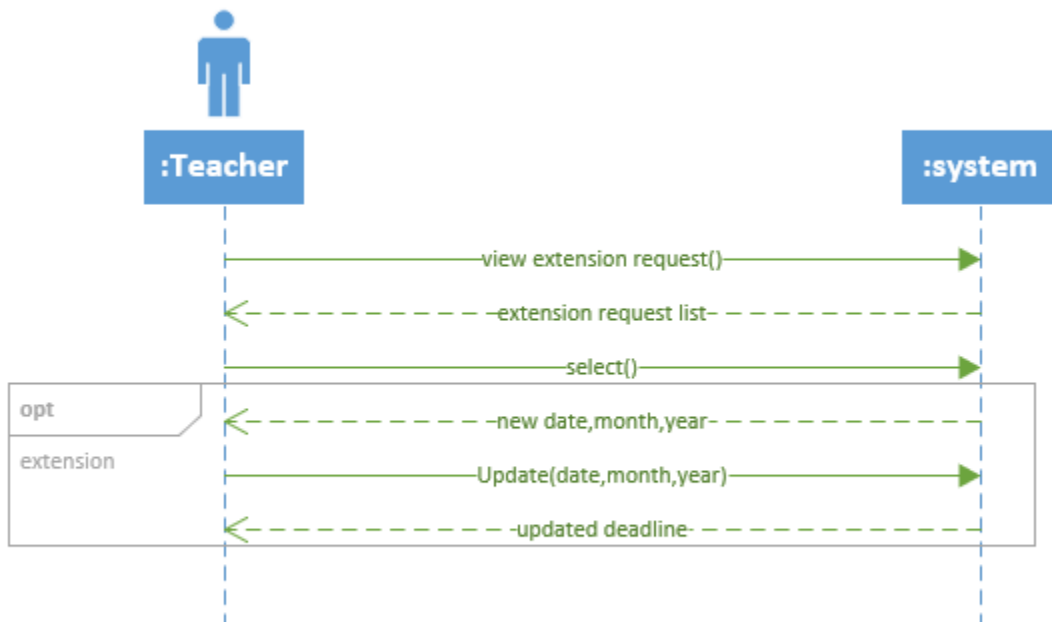 :Teacher
:system
view extension request()
extension request list
select()
opt
new date,month,year
extension
Update(date,month,year)
updated deadline